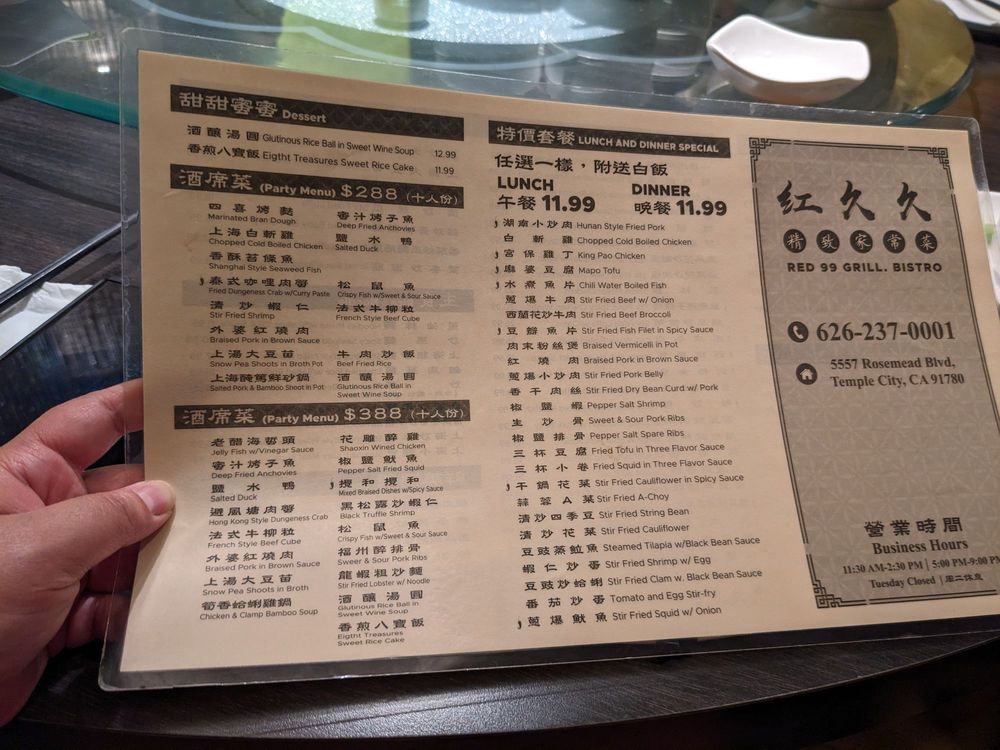 甜甜蜜蜜 Dessert
酒釀湯圓 Glutinous Rice Ball in Sweet Wine Soup 12.99
香煎八寶飯 Eigtht Treasures Sweet Rice Cake 11.99
酒席菜 (Party Menu) $288 (十人份)
四喜烤麩
Marinated Bran Dough
蜜汁烤子魚
Deep Fried Anchovies
上海白斬雞
Chopped Cold Boiled Chicken
鹽水鴨
Salted Duck
香酥苔條魚
Shanghai Style Seaweed Fish
泰式咖哩肉蟹
Fried Dungeness Crab w/Curry Paste
松鼠魚
Crispy Fish w/Sweet & Sour Sauce
清炒蝦仁
Stir Fried Shrimp
法式牛柳粒
French Style Beef Cube
外婆紅燒肉
Braised Pork in Brown Sauce
上湯大豆苗
Snow Pea Shoots in Broth Pot
牛肉炒飯
Beef Fried Rice
上海醃篤鮮砂鍋
Salted Pork & Bamboo Shoot in Pot
酒釀湯圓
Glutinous Rice Ball in
Sweet Wine Soup
酒席菜 (Party Menu) $388 (十人份)
老醋海蜇頭
Jelly Fish w/Vinegar Sauce
花雕醉雞
Shaoxin Wined Chicken
蜜汁烤子魚
Deep Fried Anchovies
椒鹽魷魚
Pepper Salt Fried Squid
鹽水鴨
Salted Duck
攪和攪和
Mixed Braised Dishes w/Spicy Sauce
避風塘肉蟹
Hong Kong Style Dungeness Crab
黑松露炒蝦仁
Black Truffle Shrimp
法式牛柳粒
French Style Beef Cube
松鼠魚
Crispy Fish w/Sweet & Sour Sauce
外婆紅燒肉
Braised Pork in Brown Sauce
福州醉排骨
Sweer & Sour Pork Ribs
上湯大豆苗
Snow Pea Shoots in Broth
龍蝦粗炒麵
Stir Fried Lobster w/ Noodle
筍香蛤蜊雞鍋
Chicken & Clamp Bamboo Soup
酒釀湯圓
Glutinous Rice Ball in
Sweet Wine Soup
香煎八寶飯
Eigtht Treasures
Sweet Rice Cake
特價套餐 LUNCH AND DINNER SPECIAL
任選一樣，附送白飯
LUNCH
午餐 11.99
DINNER
晚餐 11.99
湖南小炒肉 Hunan Style Fried Pork
白斬雞 Chopped Cold Boiled Chicken
宮保雞丁 King Pao Chicken
麻婆豆腐 Mapo Tofu
水煮魚片 Chili Water Boiled Fish
蔥爆牛肉 Stir Fried Beef w/ Onion
西蘭花炒牛肉 Stir Fried Beef Broccoli
豆瓣魚片 Stir Fried Fish Filet in Spicy Sauce
肉末粉絲煲 Braised Vermicelli in Pot
紅燒肉 Braised Pork in Brown Sauce
蔥爆小炒肉 Stir Fried Pork Belly
香干肉絲 Stir Fried Dry Bean Curd w/ Pork
椒鹽蝦 Pepper Salt Shrimp
生炒骨 Sweet & Sour Pork Ribs
椒鹽排骨 Pepper Salt Spare Ribs
三杯豆腐 Fried Tofu in Three Flavor Sauce
三杯小卷 Fried Squid in Three Flavor Sauce
干鍋花菜 Stir Fried Cauliflower in Spicy Sauce
蒜蓉A菜 Stir Fried A-Choy
清炒四季豆 Stir Fried String Bean
清炒花菜 Stir Fried Cauliflower
豆豉蒸鯰魚 Steamed Tilapia w/Black Bean Sauce
蝦仁炒蛋 Stir Fried Shrimp w/ Egg
豆豉炒蛤蜊 Stir Fried Clam w. Black Bean Sauce
番茄炒蛋 Tomato and Egg Stir-fry
蔥爆魷魚 Stir Fried Squid w/ Onion
红久久
精致家常菜
RED 99 GRILL. BISTRO
626-237-0001
5557 Rosemead Blvd,
Temple City, CA 91780
營業時間
Business Hours
11:30 AM-2:30 PM | 5:00 PM-9:00 PM
Tuesday Closed | 周二休息